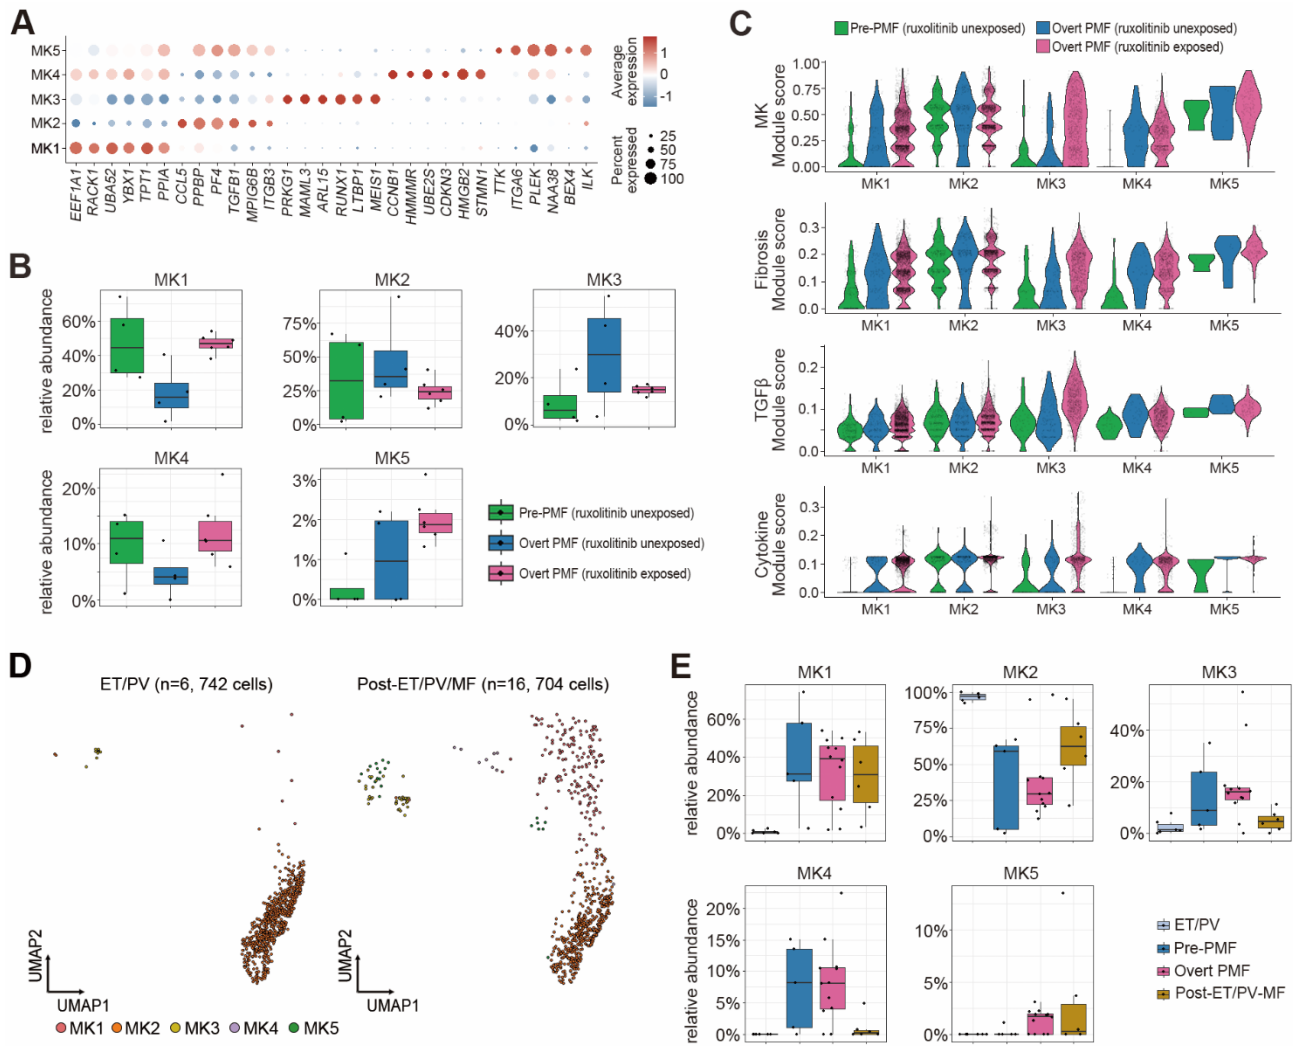 A
MK5
MK4
MK3
MK2
MK1
EEF1A1
RACK1
UBA52
YBX1
TPT1
PPIA
CCL5
PPBP
PF4
TGFB1
MPIG6B
ITGB3
PRKG1
MAML3
ARL15
RUNX1
LTBP1
MEIS1
CCNB1
HMMR
UBE2S
CDKN3
HMGB2
STMN1
TTK
ITGA6
PLEK
NAA38
BEX4
ILK
Average
expression
1
0
-1
Percent
expressed
25
50
75
100
B
MK1
relative abundance
60%
40%
20%
0%
MK2
75%
50%
25%
0%
MK3
40%
20%
0%
MK4
relative abundance
20%
10%
0%
MK5
3%
2%
1%
0%
Pre-PMF (ruxolitinib unexposed)
Overt PMF (ruxolitinib unexposed)
Overt PMF (ruxolitinib exposed)
C
Pre-PMF (ruxolitinib unexposed)
Overt PMF (ruxolitinib unexposed)
Overt PMF (ruxolitinib exposed)
MK
Module score
1.00
0.75
0.50
0.25
0.00
MK1 MK2 MK3 MK4 MK5
Fibrosis
Module score
0.3
0.2
0.1
0.0
MK1 MK2 MK3 MK4 MK5
TGFβ
Module score
0.2
0.1
0.0
MK1 MK2 MK3 MK4 MK5
Cytokine
Module score
0.3
0.2
0.1
0.0
MK1 MK2 MK3 MK4 MK5
D
ET/PV (n=6, 742 cells)
Post-ET/PV/MF (n=16, 704 cells)
UMAP2
UMAP1
UMAP2
UMAP1
MK1 MK2 MK3 MK4 MK5
E
MK1
relative abundance
60%
40%
20%
0%
MK2
100%
75%
50%
25%
0%
MK3
40%
20%
0%
MK4
relative abundance
20%
15%
10%
5%
0%
MK5
10%
5%
0%
ET/PV
Pre-PMF
Overt PMF
Post-ET/PV-MF